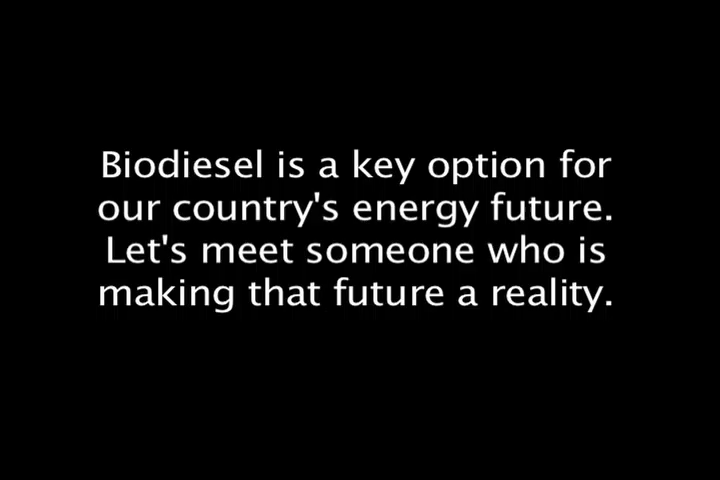 Biodiesel is a key option for
our country's energy future.
Let's meet someone who is
making that future a reality.